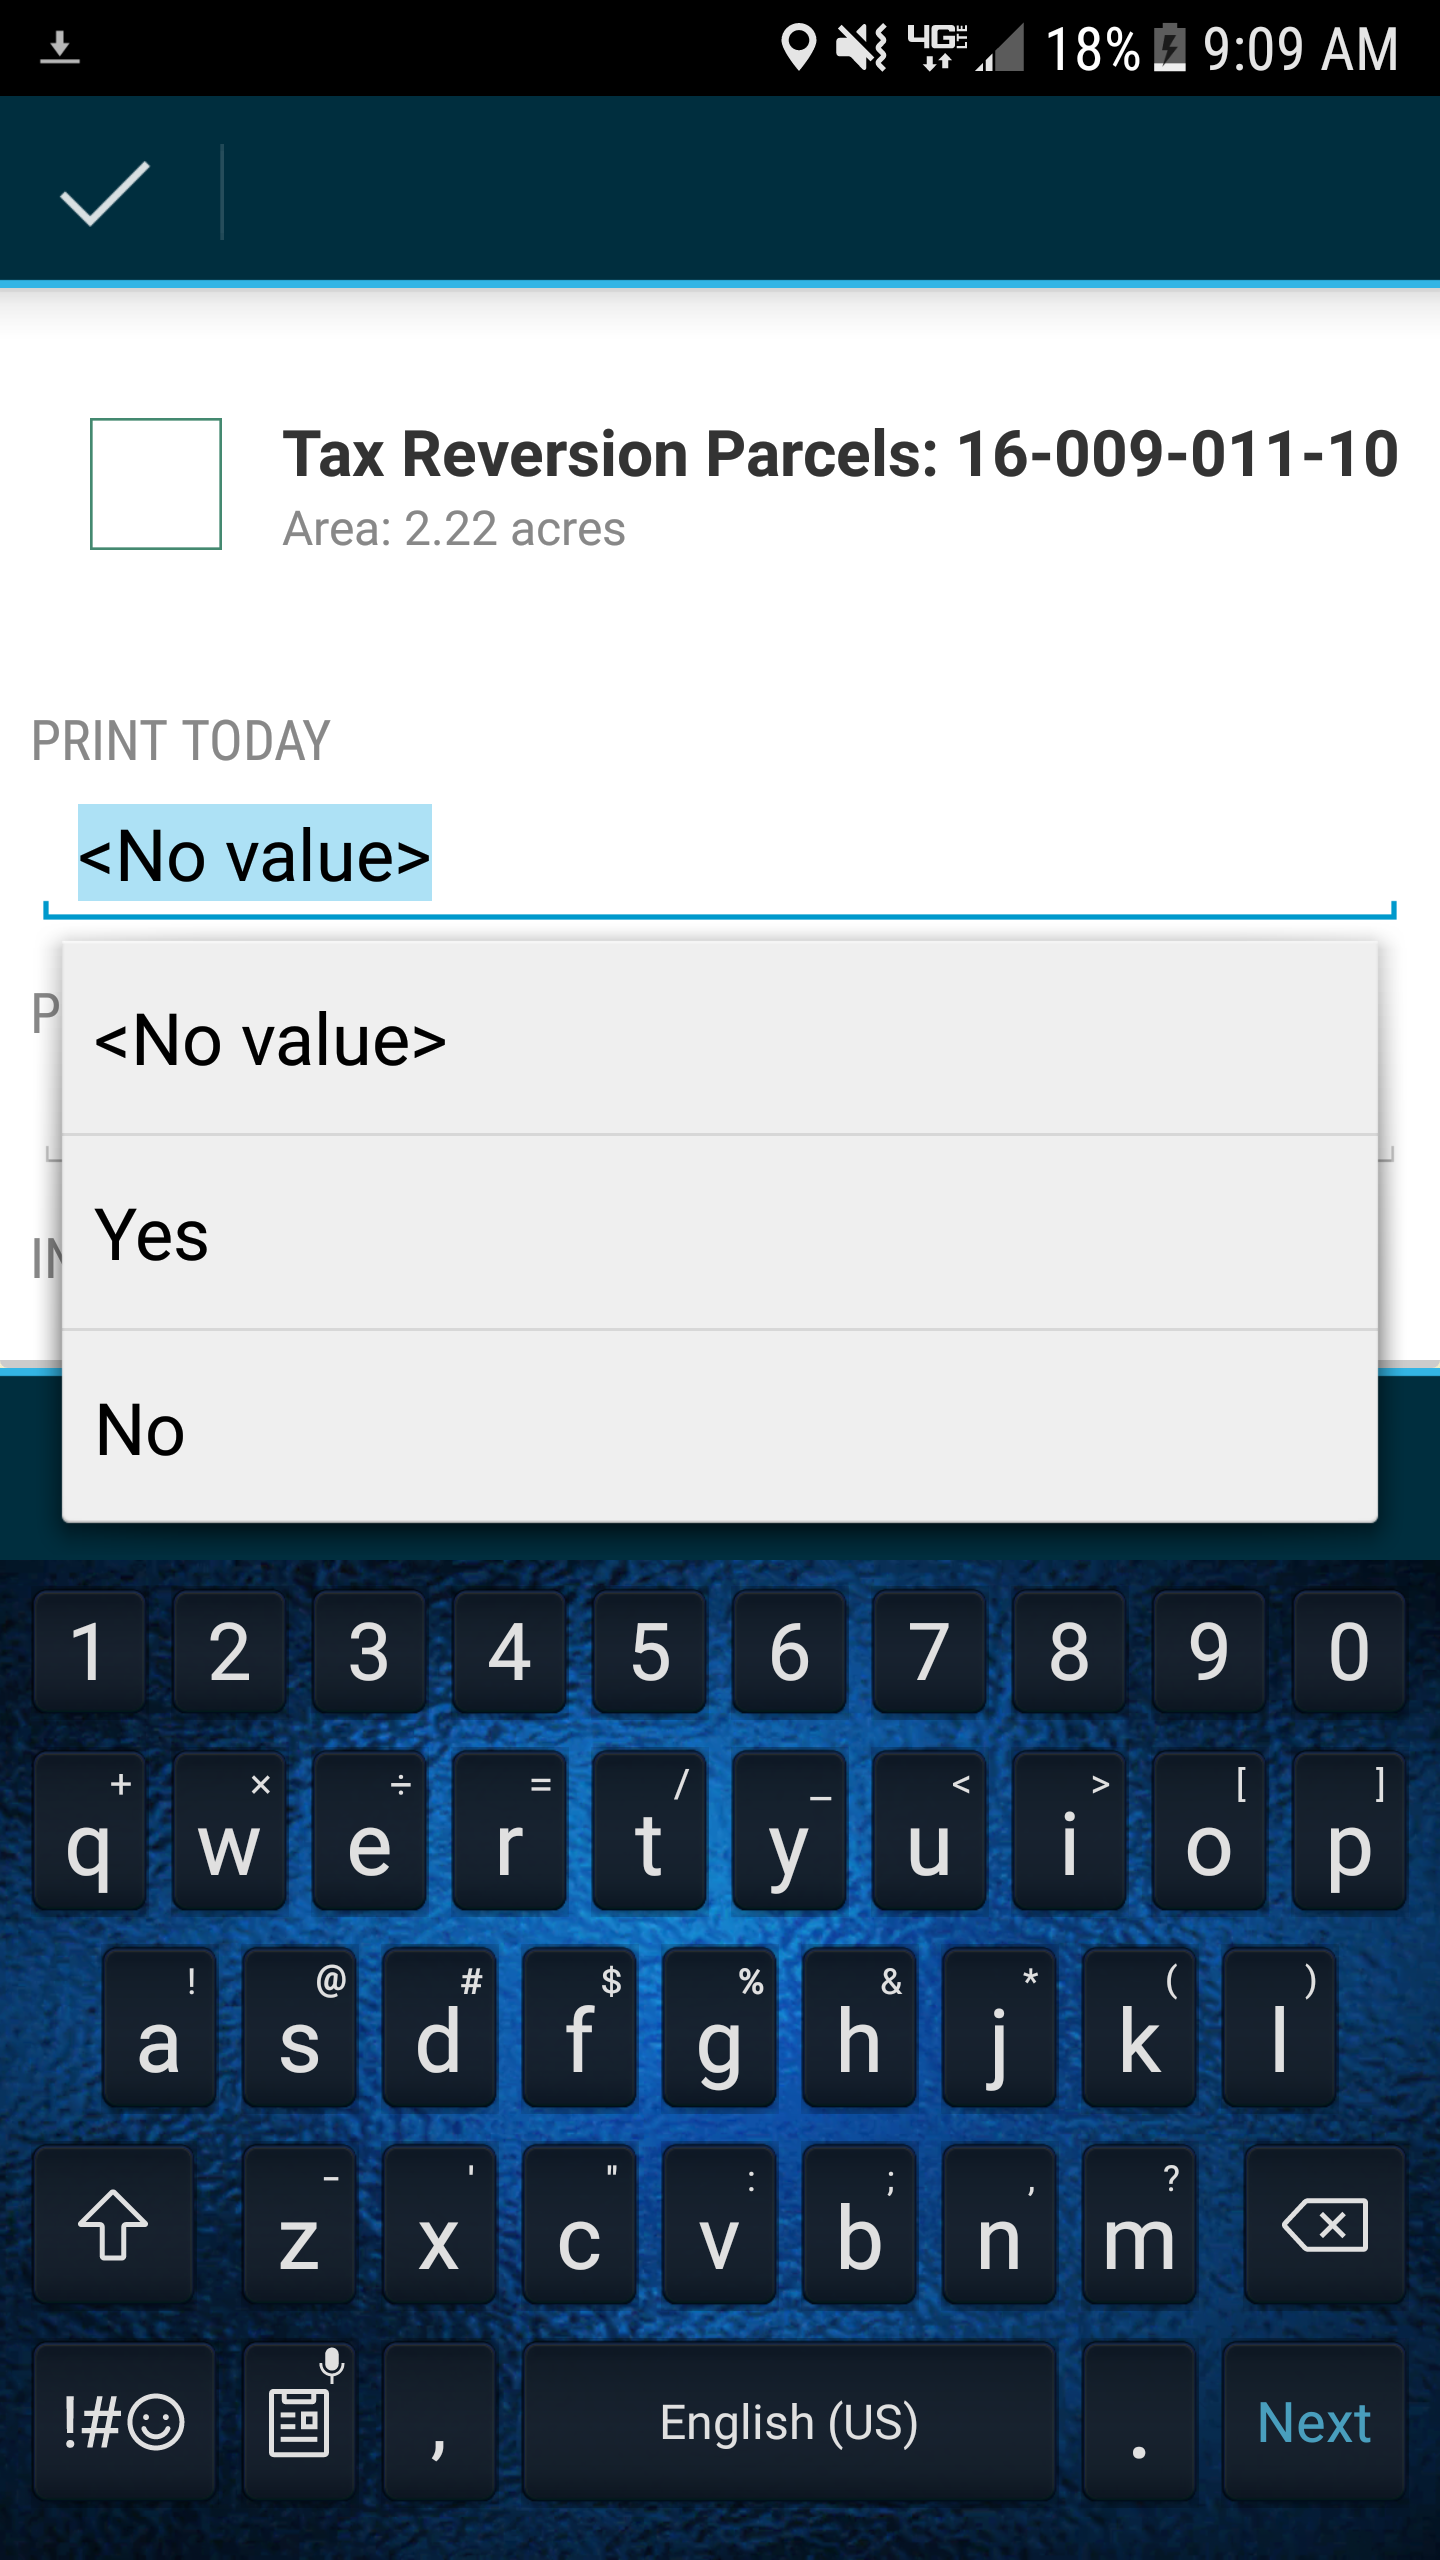 4G LTE 18% 9:09 AM
Tax Reversion Parcels: 16-009-011-10
Area: 2.22 acres
PRINT TODAY
<No value>
P
<No value>
Yes
IN
No
1 2 3 4 5 6 7 8 9 0
+ × ÷ = / _ < > [ ]
q w e r t y u i o p
! @ # $ % & * ( )
a s d f g h j k l
- ' " : ; , ?
z x c v b n m
!#☺ , English (US) . Next